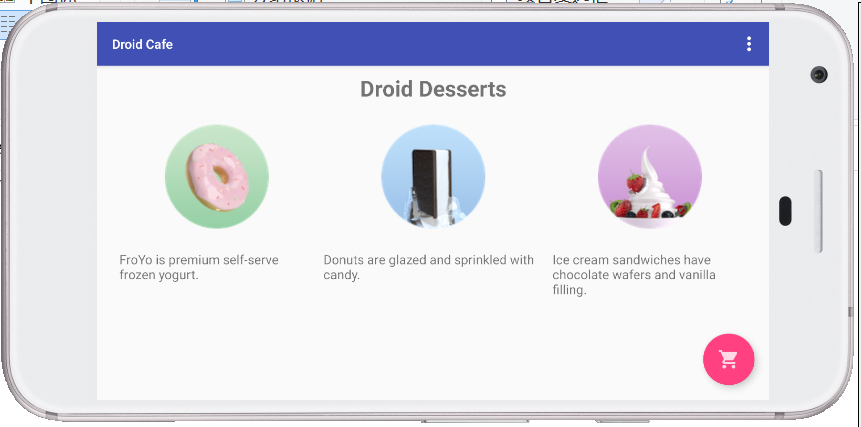 Droid Cafe
Droid Desserts
FroYo is premium self-serve
frozen yogurt.
Donuts are glazed and sprinkled with
candy.
Ice cream sandwiches have
chocolate wafers and vanilla
filling.